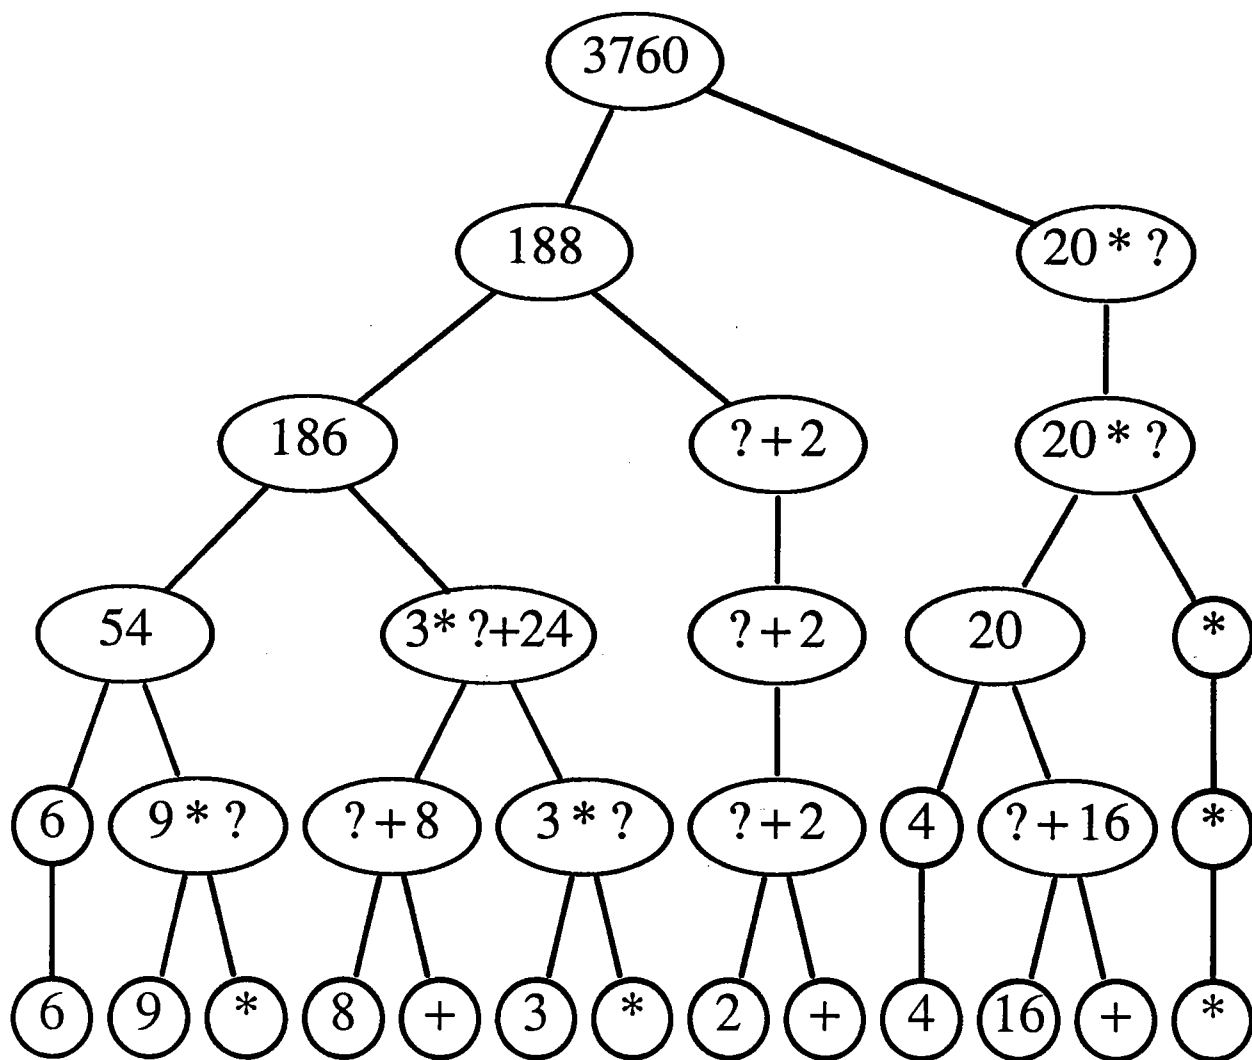 3760
188 20 * ?
186 ? + 2 20 * ?
54 3* ?+24 ? + 2 20 *
6 9 * ? ? + 8 3 * ? ? + 2 4 ? + 16 *
6 9 * 8 + 3 * 2 + 4 16 + *